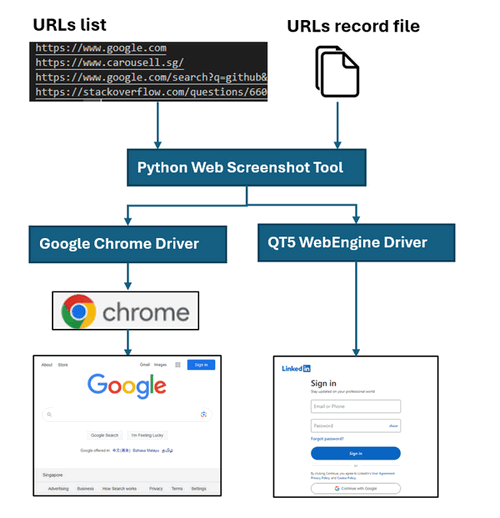 URLs list
URLs record file
https://www.google.com
https://www.carousell.sg/
https://www.google.com/search?q=github&
https://stackoverflow.com/questions/660
Python Web Screenshot Tool
Google Chrome Driver
QT5 WebEngine Driver
chrome
About Store Gmail Images Sign in
Google
Google Search I'm Feeling Lucky
Google offered in: 中文(简体) Bahasa Melayu தமிழ்
Singapore
Advertising Business How Search works Privacy Terms Settings
Linked in
Sign in
Stay updated on your professional world
Email or Phone
Password show
Forgot password?
Sign in
or
By clicking Continue, you agree to LinkedIn's User Agreement,
Privacy Policy, and Cookie Policy.
Continue with Google